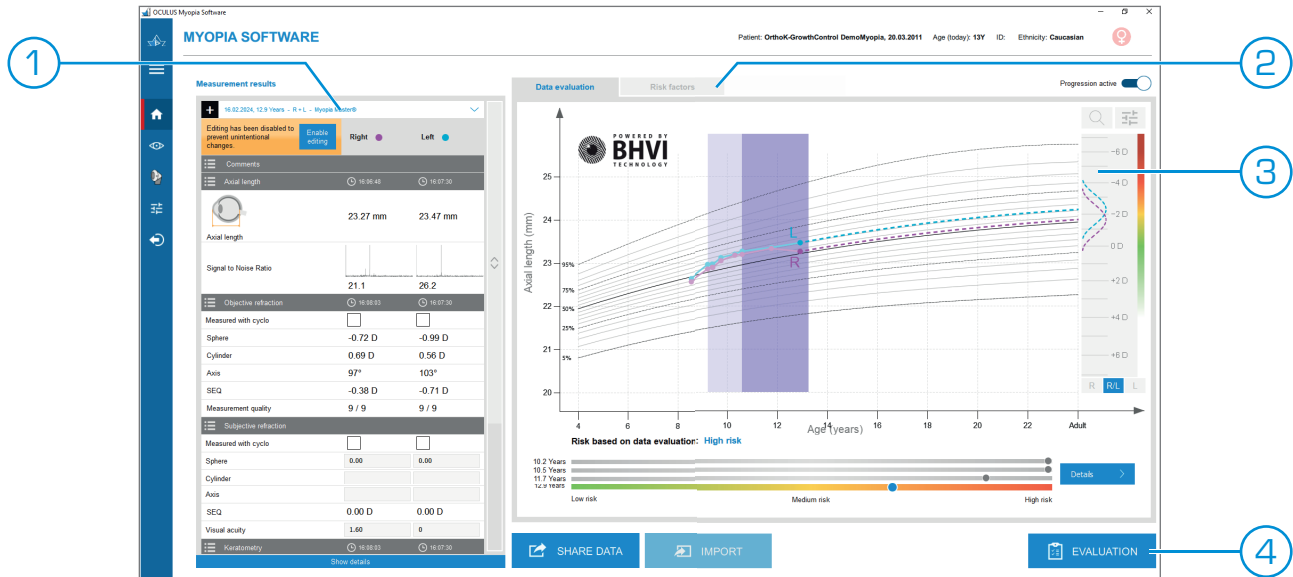 OCULUS Myopia Software
MYOPIA SOFTWARE
Patient: OrthoK-GrowthControl DemoMyopia, 20.03.2011 Age (today): 13Y ID: Ethnicity: Caucasian
1
2
3
4
Measurement results
16.02.2024, 12.9 Years - R + L - Myopia Master®
Editing has been disabled to
prevent unintentional
changes.
Enable
editing
Right
Left
Comments
Axial length 16:06:48 16:07:30
23.27 mm 23.47 mm
Axial length
Signal to Noise Ratio
21.1 26.2
Objective refraction 16:08:03 16:07:30
Measured with cyclo
Sphere -0.72 D -0.99 D
Cylinder 0.69 D 0.56 D
Axis 97° 103°
SEQ -0.38 D -0.71 D
Measurement quality 9 / 9 9 / 9
Subjective refraction
Measured with cyclo
Sphere 0.00 0.00
Cylinder
Axis
SEQ 0.00 D 0.00 D
Visual acuity 1.60 0
Keratometry 16:08:03 16:07:30
Show details
Data evaluation
Risk factors
Progression active
POWERED BY
BHVI
TECHNOLOGY
Axial length (mm)
25
24
23
22
21
20
95%
75%
50%
25%
5%
L
R
-6 D
-4 D
-2 D
0 D
+2 D
+4 D
+6 D
R R/L L
4 6 8 10 12 14 16 18 20 22 Adult
Age (years)
Risk based on data evaluation: High risk
10.2 Years
10.5 Years
11.7 Years
12.9 Years
Low risk Medium risk High risk
Details
SHARE DATA
IMPORT
EVALUATION